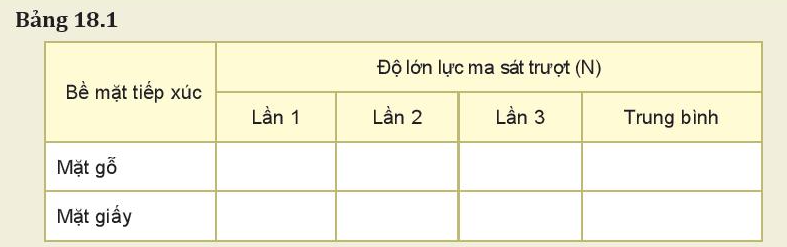 Bảng 18.1
Bề mặt tiếp xúc
Độ lớn lực ma sát trượt (N)
Lần 1
Lần 2
Lần 3
Trung bình
Mặt gỗ
Mặt giấy